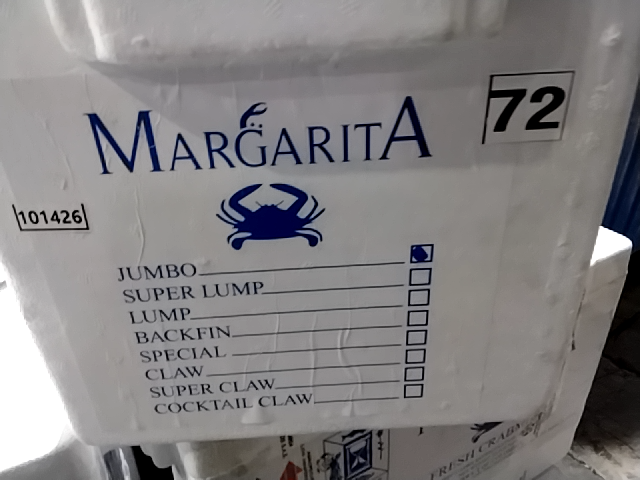 MARGARITA
72
101426
JUMBO
SUPER LUMP
LUMP
BACKFIN
SPECIAL
CLAW
SUPER CLAW
COCKTAIL CLAW
FRESH CRAB